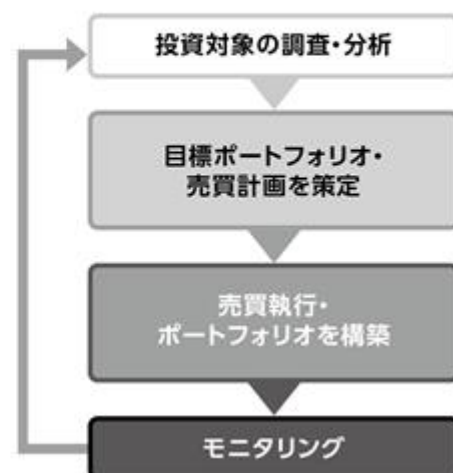 投資対象の調査・分析
目標ポートフォリオ・
売買計画を策定
売買執行・
ポートフォリオを構築
モニタリング